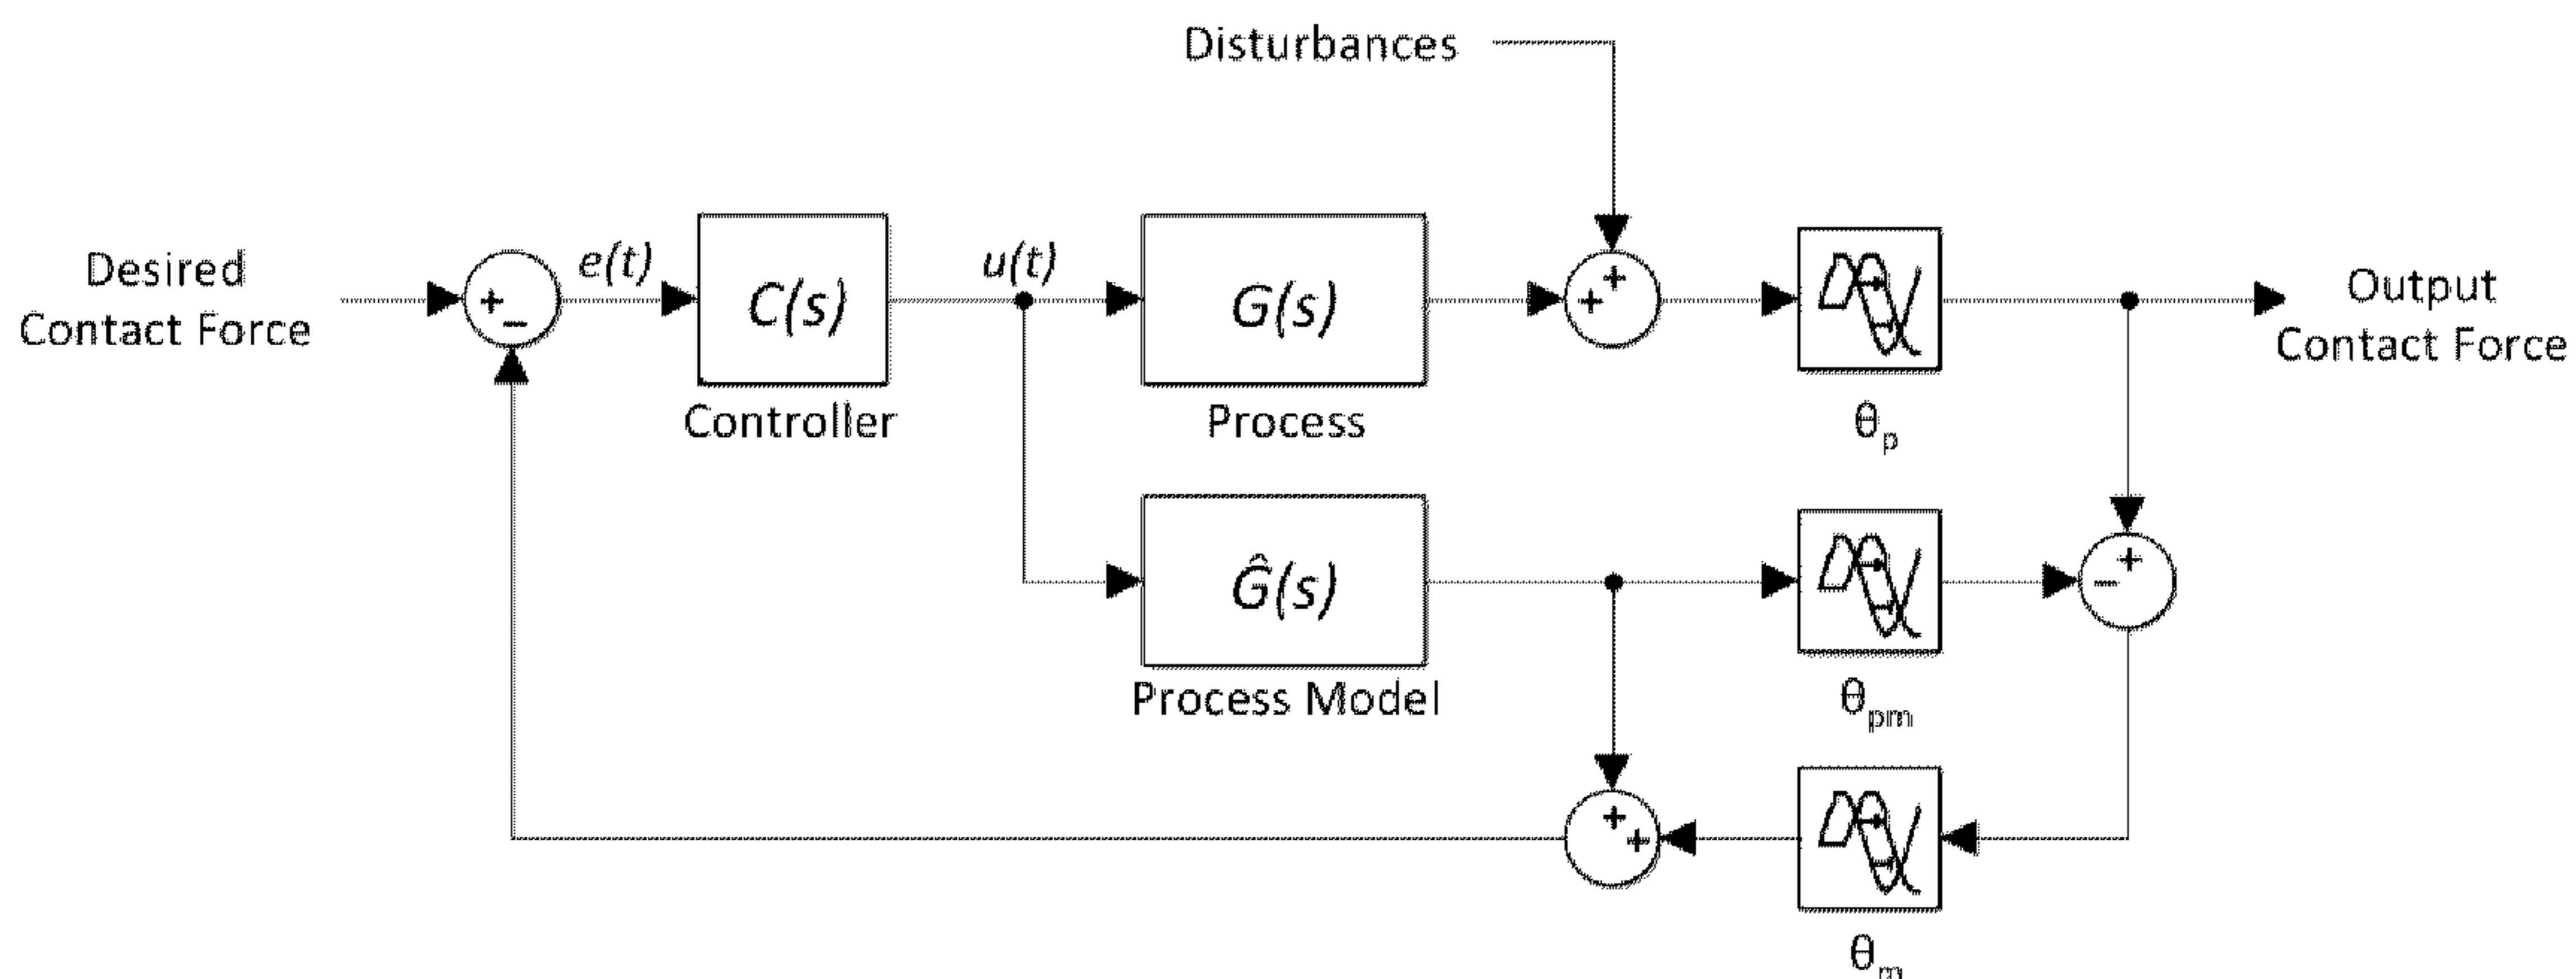 Disturbances
Desired
Contact Force
+
−
e(t)
C(s)
Controller
u(t)
G(s)
Process
+
+
θp
Output
Contact Force
Ĝ(s)
Process Model
θpm
+
−
+
+
θm